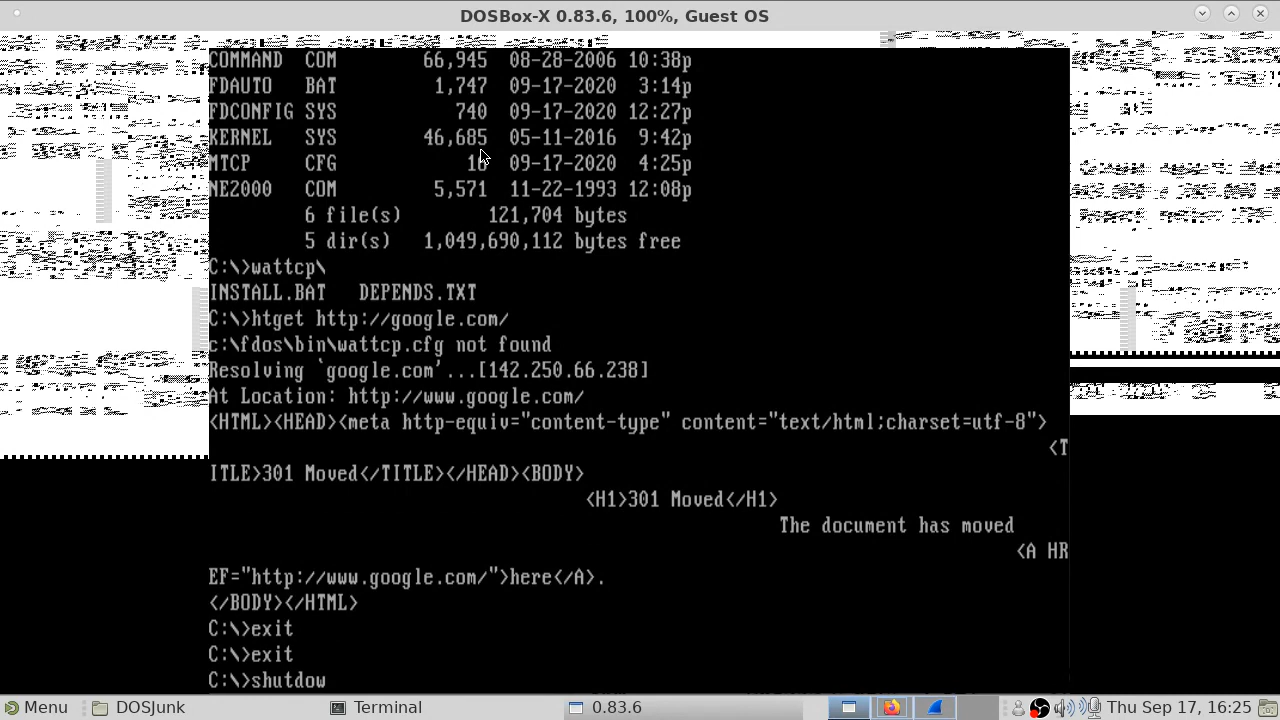 DOSBox-X 0.83.6, 100%, Guest OS
COMMAND  COM        66,945  08-28-2006 10:38p
FDAUTO   BAT         1,747  09-17-2020  3:14p
FDCONFIG SYS           740  09-17-2020 12:27p
KERNEL   SYS        46,685  05-11-2016  9:42p
MTCP     CFG  09-17-2020  4:25p
NE2000   COM         5,571  11-22-1993 12:08p
6 file(s)        121,704 bytes
5 dir(s)   1,049,690,112 bytes free
C:\>wattcp\
INSTALL.BAT   DEPENDS.TXT
C:\>htget http://google.com/
c:\fdos\bin\wattcp.cfg not found
Resolving `google.com'...[142.250.66.238]
At Location: http://www.google.com/
<HTML><HEAD><meta http-equiv="content-type" content="text/html;charset=utf-8">
<T
ITLE>301 Moved</TITLE></HEAD><BODY>
<H1>301 Moved</H1>
The document has moved
<A HR
EF="http://www.google.com/">here</A>.
</BODY></HTML>
C:\>exit
C:\>exit
C:\>shutdow
Menu DOSJunk Terminal 0.83.6 Thu Sep 17, 16:25